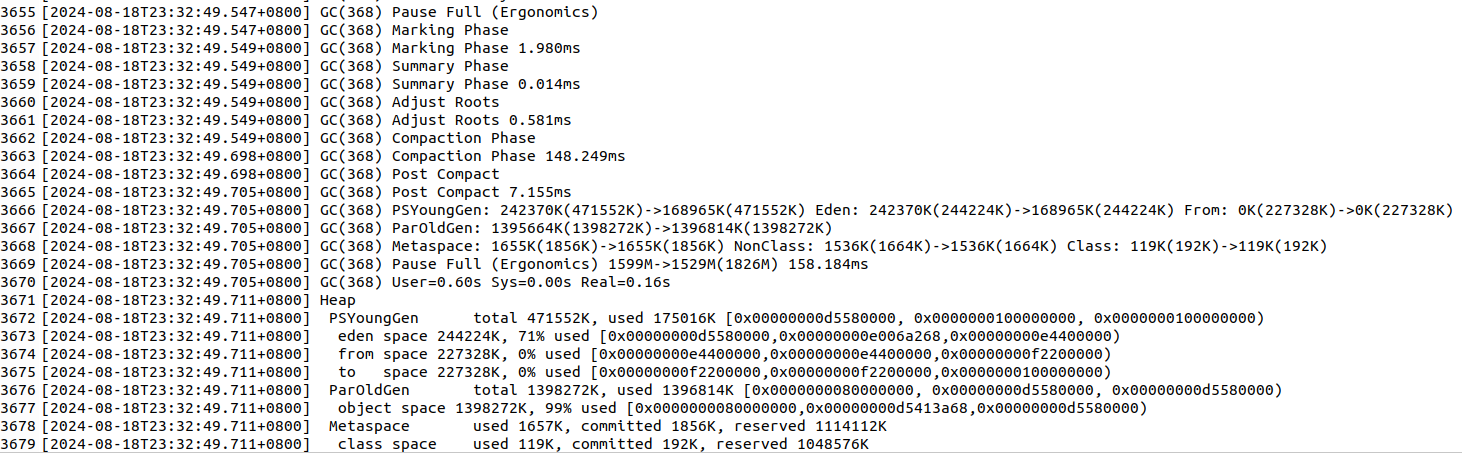 3655 [2024-08-18T23:32:49.547+0800] GC(368) Pause Full (Ergonomics)
3656 [2024-08-18T23:32:49.547+0800] GC(368) Marking Phase
3657 [2024-08-18T23:32:49.549+0800] GC(368) Marking Phase 1.980ms
3658 [2024-08-18T23:32:49.549+0800] GC(368) Summary Phase
3659 [2024-08-18T23:32:49.549+0800] GC(368) Summary Phase 0.014ms
3660 [2024-08-18T23:32:49.549+0800] GC(368) Adjust Roots
3661 [2024-08-18T23:32:49.549+0800] GC(368) Adjust Roots 0.581ms
3662 [2024-08-18T23:32:49.549+0800] GC(368) Compaction Phase
3663 [2024-08-18T23:32:49.698+0800] GC(368) Compaction Phase 148.249ms
3664 [2024-08-18T23:32:49.698+0800] GC(368) Post Compact
3665 [2024-08-18T23:32:49.705+0800] GC(368) Post Compact 7.155ms
3666 [2024-08-18T23:32:49.705+0800] GC(368) PSYoungGen: 242370K(471552K)->168965K(471552K) Eden: 242370K(244224K)->168965K(244224K) From: 0K(227328K)->0K(227328K)
3667 [2024-08-18T23:32:49.705+0800] GC(368) ParOldGen: 1395664K(1398272K)->1396814K(1398272K)
3668 [2024-08-18T23:32:49.705+0800] GC(368) Metaspace: 1655K(1856K)->1655K(1856K) NonClass: 1536K(1664K)->1536K(1664K) Class: 119K(192K)->119K(192K)
3669 [2024-08-18T23:32:49.705+0800] GC(368) Pause Full (Ergonomics) 1599M->1529M(1826M) 158.184ms
3670 [2024-08-18T23:32:49.705+0800] GC(368) User=0.60s Sys=0.00s Real=0.16s
3671 [2024-08-18T23:32:49.711+0800] Heap
3672 [2024-08-18T23:32:49.711+0800]  PSYoungGen      total 471552K, used 175016K [0x00000000d5580000, 0x0000000100000000, 0x0000000100000000)
3673 [2024-08-18T23:32:49.711+0800]   eden space 244224K, 71% used [0x00000000d5580000,0x00000000e006a268,0x00000000e4400000)
3674 [2024-08-18T23:32:49.711+0800]   from space 227328K, 0% used [0x00000000e4400000,0x00000000e4400000,0x00000000f2200000)
3675 [2024-08-18T23:32:49.711+0800]   to   space 227328K, 0% used [0x00000000f2200000,0x00000000f2200000,0x0000000100000000)
3676 [2024-08-18T23:32:49.711+0800]  ParOldGen       total 1398272K, used 1396814K [0x0000000080000000, 0x00000000d5580000, 0x00000000d5580000)
3677 [2024-08-18T23:32:49.711+0800]   object space 1398272K, 99% used [0x0000000080000000,0x00000000d5413a68,0x00000000d5580000)
3678 [2024-08-18T23:32:49.711+0800]  Metaspace       used 1657K, committed 1856K, reserved 1114112K
3679 [2024-08-18T23:32:49.711+0800]   class space    used 119K, committed 192K, reserved 1048576K